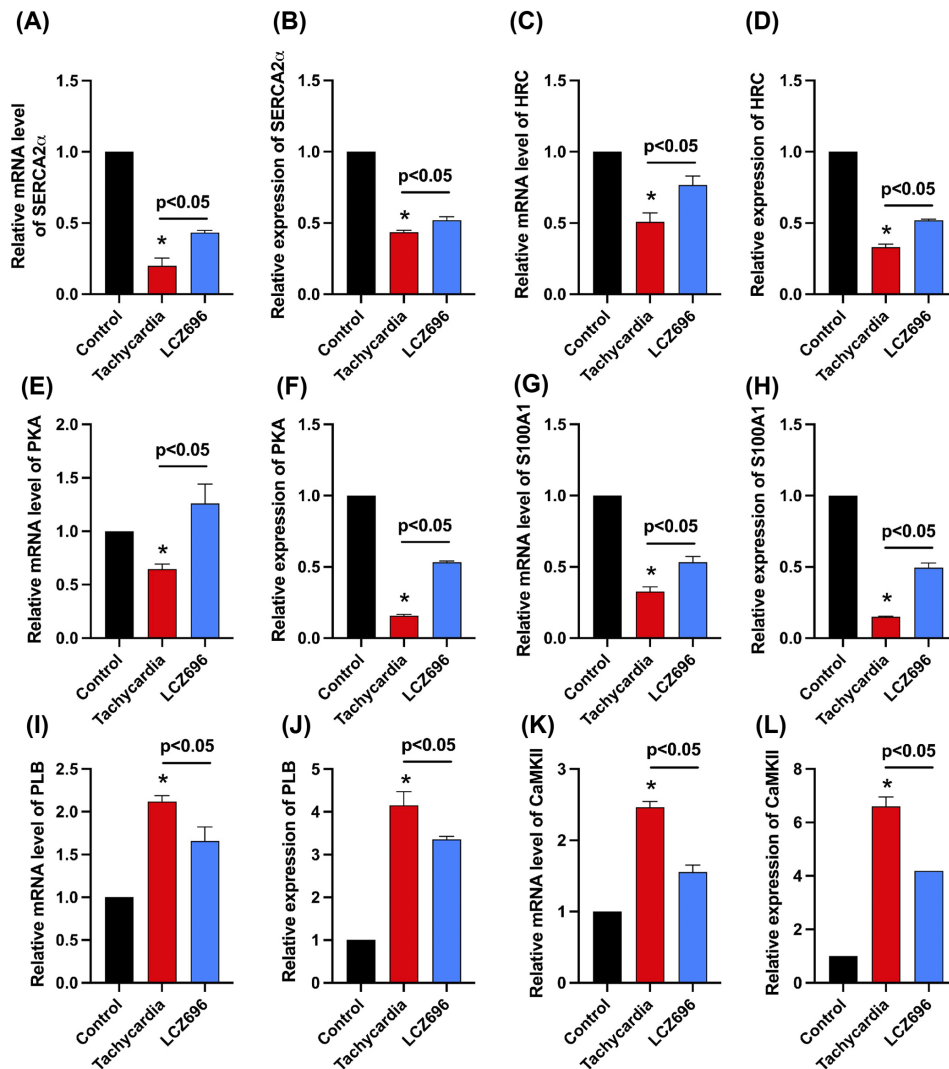 (A)
Relative mRNA level
of SERCA2α
1.5
1.0
0.5
0.0
p<0.05
*
Control
Tachycardia
LCZ696
(B)
Relative expression of SERCA2α
1.5
1.0
0.5
0.0
p<0.05
*
Control
Tachycardia
LCZ696
(C)
Relative mRNA level of HRC
1.5
1.0
0.5
0.0
p<0.05
*
Control
Tachycardia
LCZ696
(D)
Relative expression of HRC
1.5
1.0
0.5
0.0
p<0.05
*
Control
Tachycardia
LCZ696
(E)
Relative mRNA level of PKA
2.0
1.5
1.0
0.5
0.0
p<0.05
*
Control
Tachycardia
LCZ696
(F)
Relative expression of PKA
1.5
1.0
0.5
0.0
p<0.05
*
Control
Tachycardia
LCZ696
(G)
Relative mRNA level of S100A1
1.5
1.0
0.5
0.0
p<0.05
*
Control
Tachycardia
LCZ696
(H)
Relative expression of S100A1
1.5
1.0
0.5
0.0
p<0.05
*
Control
Tachycardia
LCZ696
(I)
Relative mRNA level of PLB
2.5
2.0
1.5
1.0
0.5
0.0
p<0.05
*
Control
Tachycardia
LCZ696
(J)
Relative expression of PLB
5
4
3
2
1
0
p<0.05
*
Control
Tachycardia
LCZ696
(K)
Relative mRNA level of CaMKII
3
2
1
0
p<0.05
*
Control
Tachycardia
LCZ696
(L)
Relative expression of CaMKII
8
6
4
2
0
p<0.05
*
Control
Tachycardia
LCZ696